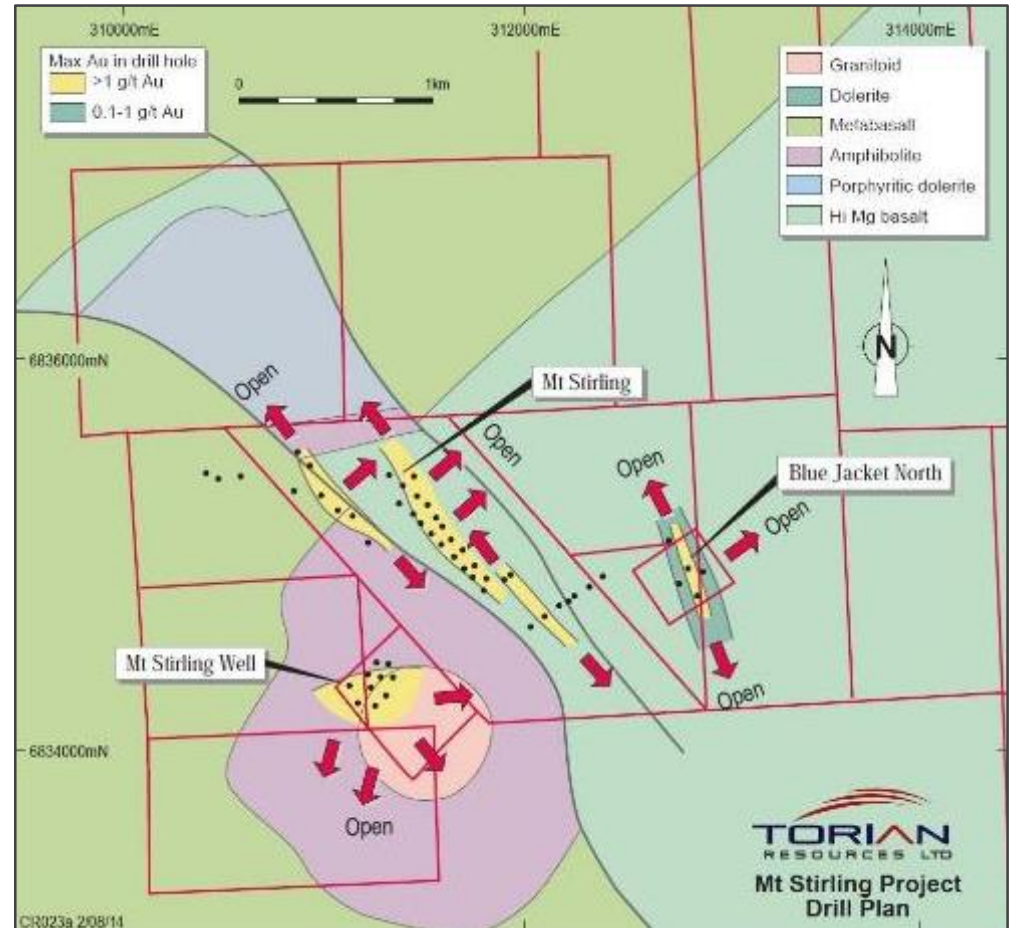 310000mE
312000mE
314000mE
Max Au in drill hole
>1 g/t Au
0.1-1 g/t Au
0
1km
Granitoid
Dolerite
Metabasalt
Amphibolite
Porphyritic dolerite
Hi Mg basalt
N
6836000mN
Open
Mt Stirling
Open
Open
Blue Jacket North
Open
Mt Stirling Well
Open
6834000mN
Open
TORIAN
RESOURCES LTD
Mt Stirling Project
Drill Plan
CR023a 2/08/14